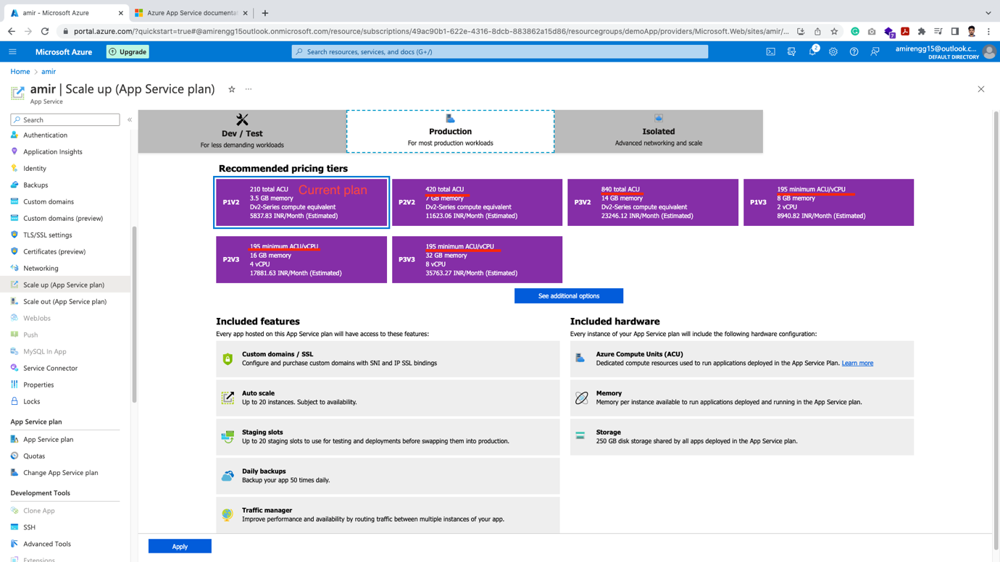 amir - Microsoft Azure
Azure App Service documentat
portal.azure.com/?quickstart=true#@amirengg15outlook.onmicrosoft.com/resource/subscriptions/49ac90b1-622e-4316-8dcb-883862a15d86/resourcegroups/demoApp/providers/Microsoft.Web/sites/amir/...
7
Microsoft Azure
Upgrade
Search resources, services, and docs (G+/)
2
amirengg15@outlook.c...
DEFAULT DIRECTORY
Home > amir
amir | Scale up (App Service plan)
App Service
Search
Authentication
Application Insights
Identity
Backups
Custom domains
Custom domains (preview)
TLS/SSL settings
Certificates (preview)
Networking
Scale up (App Service plan)
Scale out (App Service plan)
WebJobs
Push
MySQL In App
Service Connector
Properties
Locks
App Service plan
App Service plan
Quotas
Change App Service plan
Development Tools
Clone App
SSH
Advanced Tools
Extensions
Dev / Test
For less demanding workloads
Production
For most production workloads
Isolated
Advanced networking and scale
Recommended pricing tiers
P1V2
210 total ACU
Current plan
3.5 GB memory
Dv2-Series compute equivalent
5837.83 INR/Month (Estimated)
P2V2
420 total ACU
7 GB memory
Dv2-Series compute equivalent
11623.06 INR/Month (Estimated)
P3V2
840 total ACU
14 GB memory
Dv2-Series compute equivalent
23246.12 INR/Month (Estimated)
P1V3
195 minimum ACU/vCPU
8 GB memory
2 vCPU
8940.82 INR/Month (Estimated)
P2V3
195 minimum ACU/vCPU
16 GB memory
4 vCPU
17881.63 INR/Month (Estimated)
P3V3
195 minimum ACU/vCPU
32 GB memory
8 vCPU
35763.27 INR/Month (Estimated)
See additional options
Included features
Every app hosted on this App Service plan will have access to these features:
Custom domains / SSL
Configure and purchase custom domains with SNI and IP SSL bindings
Auto scale
Up to 20 instances. Subject to availability.
Staging slots
Up to 20 staging slots to use for testing and deployments before swapping them into production.
Daily backups
Backup your app 50 times daily.
Traffic manager
Improve performance and availability by routing traffic between multiple instances of your app.
Included hardware
Every instance of your App Service plan will include the following hardware configuration:
Azure Compute Units (ACU)
Dedicated compute resources used to run applications deployed in the App Service Plan. Learn more
Memory
Memory per instance available to run applications deployed and running in the App Service plan.
Storage
250 GB disk storage shared by all apps deployed in the App Service plan.
Apply